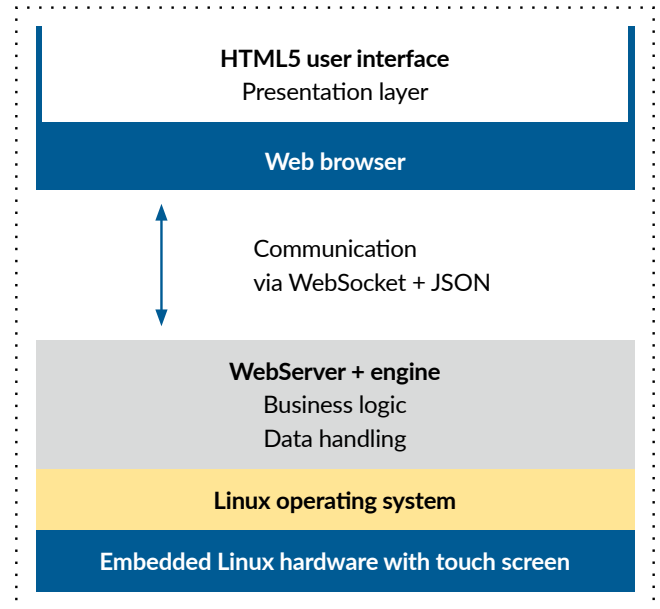 HTML5 user interface
Presentation layer
Web browser
Communication
via WebSocket + JSON
WebServer + engine
Business logic
Data handling
Linux operating system
Embedded Linux hardware with touch screen